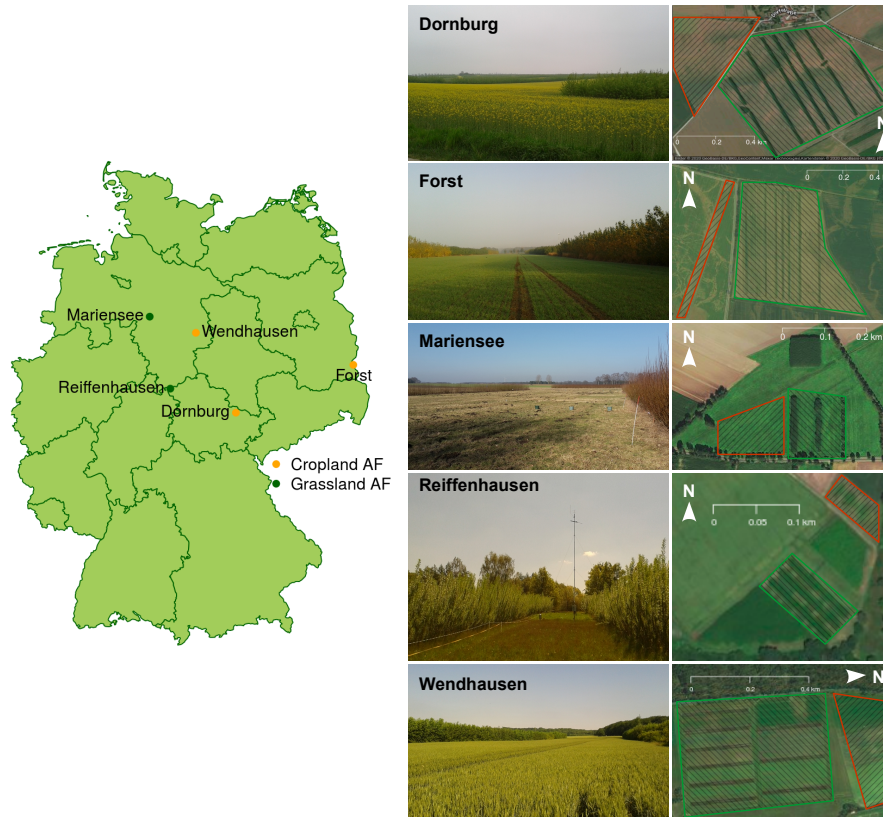 Mariensee
Wendhausen
Forst
Reiffenhausen
Dornburg
Cropland AF
Grassland AF
Dornburg
0 0.2 0.4 km
N
Forst
N
0 0.2 0.4
Mariensee
N
0 0.1 0.2 km
Reiffenhausen
N
0 0.05 0.1 km
Wendhausen
N
0 0.2 0.4 km